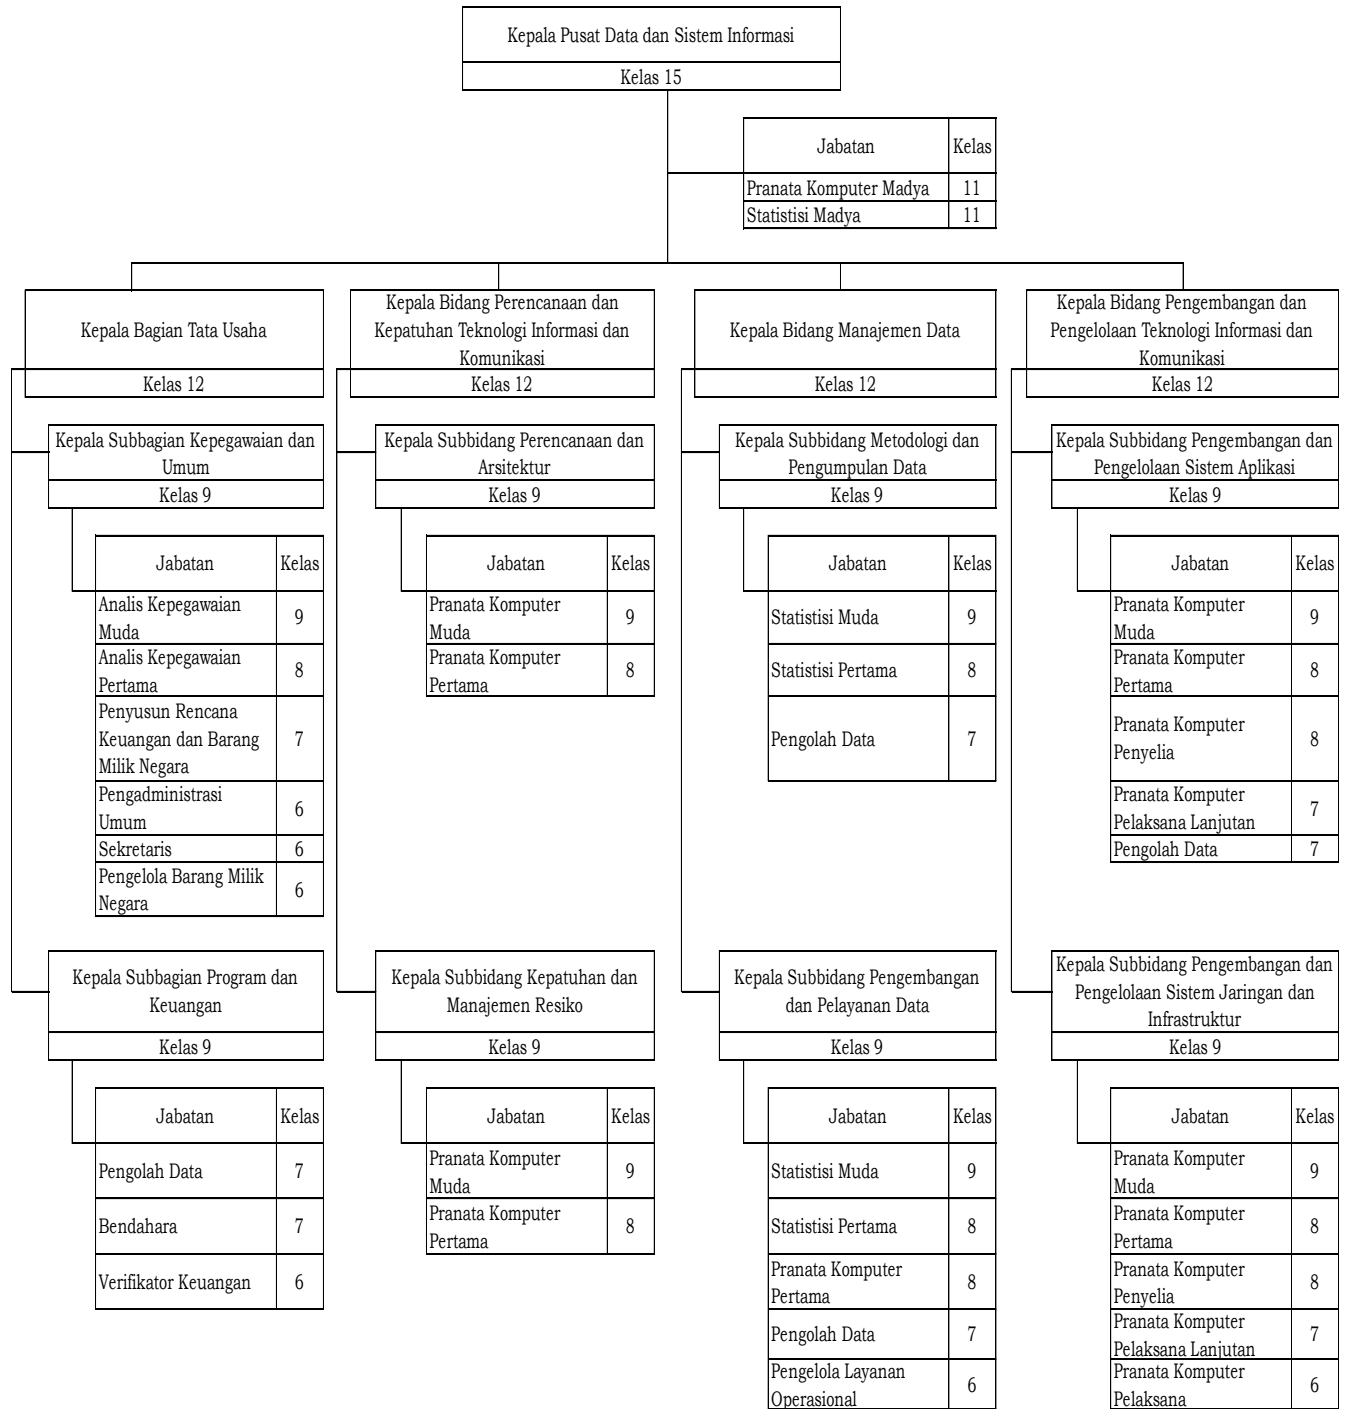 Kepala Pusat Data dan Sistem Informasi
Kelas 15
Jabatan Kelas
Pranata Komputer Madya 11
Statistisi Madya 11
Kepala Bagian Tata Usaha
Kelas 12
Kepala Bidang Perencanaan dan
Kepatuhan Teknologi Informasi dan
Komunikasi
Kelas 12
Kepala Bidang Manajemen Data
Kelas 12
Kepala Bidang Pengembangan dan
Pengelolaan Teknologi Informasi dan
Komunikasi
Kelas 12
Kepala Subbagian Kepegawaian dan
Umum
Kelas 9
Jabatan Kelas
Analis Kepegawaian
Muda 9
Analis Kepegawaian
Pertama 8
Penyusun Rencana
Keuangan dan Barang 7
Milik Negara
Pengadministrasi
Umum 6
Sekretaris 6
Pengelola Barang Milik
Negara 6
Kepala Subbidang Perencanaan dan
Arsitektur
Kelas 9
Jabatan Kelas
Pranata Komputer
Muda 9
Pranata Komputer
Pertama 8
Kepala Subbidang Metodologi dan
Pengumpulan Data
Kelas 9
Jabatan Kelas
Statistisi Muda 9
Statistisi Pertama 8
Pengolah Data 7
Kepala Subbidang Pengembangan dan
Pengelolaan Sistem Aplikasi
Kelas 9
Jabatan Kelas
Pranata Komputer
Muda 9
Pranata Komputer
Pertama 8
Pranata Komputer
Penyelia 8
Pranata Komputer
Pelaksana Lanjutan 7
Pengolah Data 7
Kepala Subbagian Program dan
Keuangan
Kelas 9
Jabatan Kelas
Pengolah Data 7
Bendahara 7
Verifikator Keuangan 6
Kepala Subbidang Kepatuhan dan
Manajemen Resiko
Kelas 9
Jabatan Kelas
Pranata Komputer
Muda 9
Pranata Komputer
Pertama 8
Kepala Subbidang Pengembangan
dan Pelayanan Data
Kelas 9
Jabatan Kelas
Statistisi Muda 9
Statistisi Pertama 8
Pranata Komputer
Pertama 8
Pengolah Data 7
Pengelola Layanan
Operasional 6
Kepala Subbidang Pengembangan dan
Pengelolaan Sistem Jaringan dan
Infrastruktur
Kelas 9
Jabatan Kelas
Pranata Komputer
Muda 9
Pranata Komputer
Pertama 8
Pranata Komputer
Penyelia 8
Pranata Komputer
Pelaksana Lanjutan 7
Pranata Komputer
Pelaksana 6